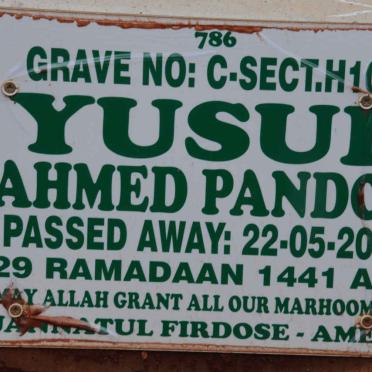 786
GRAVE NO: C-SECT.H10
YUSU
AHMED PANDO
PASSED AWAY: 22-05-20
29 RAMADAAN 1441 A
AY ALLAH GRANT ALL OUR MARHOOM
JANNATUL FIRDOSE - AME